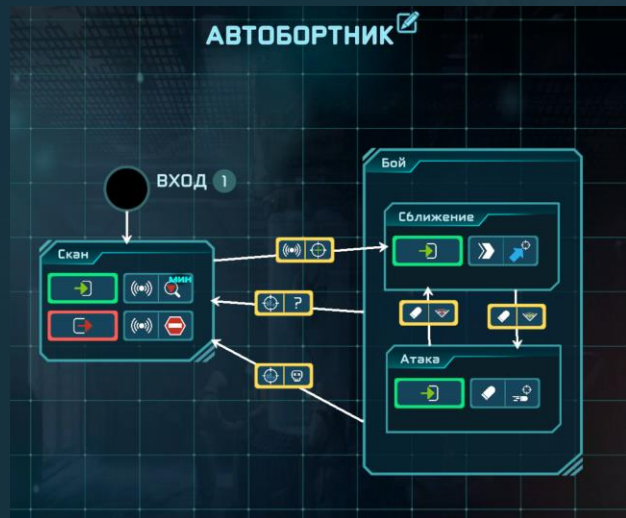 АВТОБОРТНИК
ВХОД 1
Бой
Сближение
Скан
МИН
?
Атака